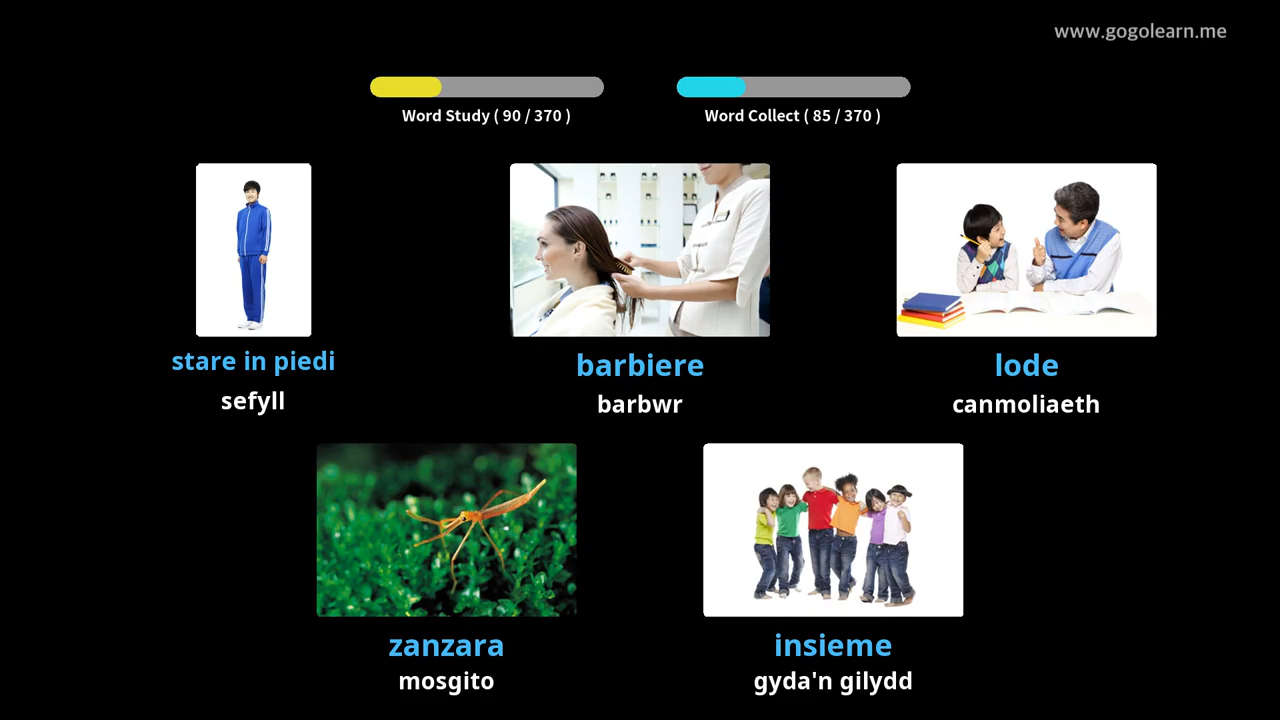 www.gogolearn.me
Word Study ( 90 / 370 )
Word Collect ( 85 / 370 )
stare in piedi
sefyll
barbiere
barbwr
lode
canmoliaeth
zanzara
mosgito
insieme
gyda'n gilydd